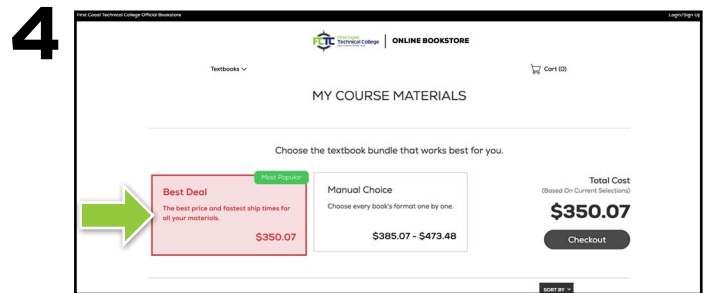 4
First Coast Technical College Official Bookstore
Login/Sign Up
FCTC First Coast Technical College ONLINE BOOKSTORE
Textbooks
Cart (0)
MY COURSE MATERIALS
Choose the textbook bundle that works best for you.
Most Popular
Best Deal
The best price and fastest ship times for
all your materials.
$350.07
Manual Choice
Choose every book's format one by one.
$385.07 - $473.48
Total Cost
(Based On Current Selections)
$350.07
Checkout
SORT BY